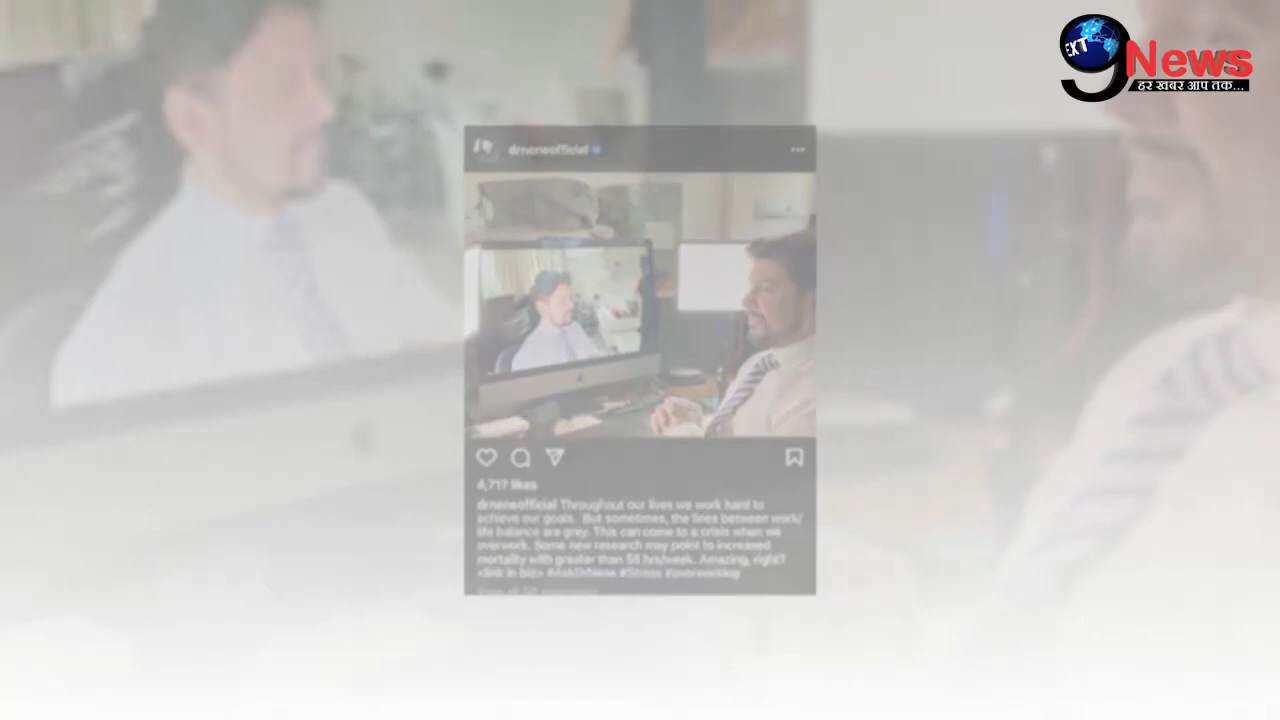 EXT
9News
हर खबर आप तक...
drneneofficial
4,717 likes
drneneofficial Throughout our lives we work hard to
achieve our goals. But sometimes, the lines between work/
life balance are grey. This can come to a crisis when we
overwork. Some new research may point to increased
mortality with greater than 55 hrs/week. Amazing, right?
<link in bio> #AskDrNene #Stress #overworking